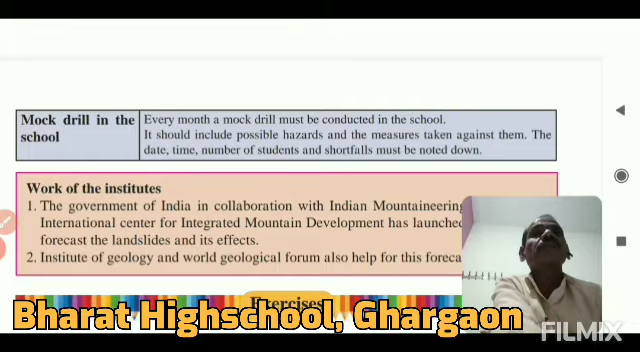 Mock drill in the school
Every month a mock drill must be conducted in the school.
It should include possible hazards and the measures taken against them. The
date, time, number of students and shortfalls must be noted down.
Work of the institutes
1. The government of India in collaboration with Indian Mountaineering
International center for Integrated Mountain Development has launched
forecast the landslides and its effects.
2. Institute of geology and world geological forum also help for this foreca
Exercises
Bharat Highschool, Ghargaon
FILMIX